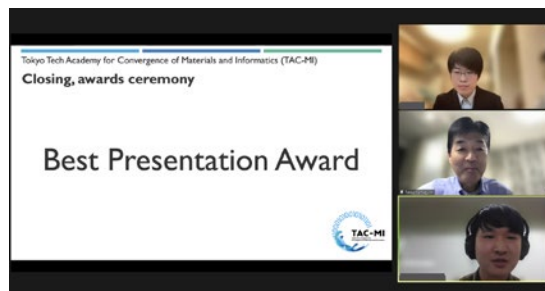 Tokyo Tech Academy for Convergence of Materials and Informatics (TAC-MI)
Closing, awards ceremony
Best Presentation Award
TAC-MI